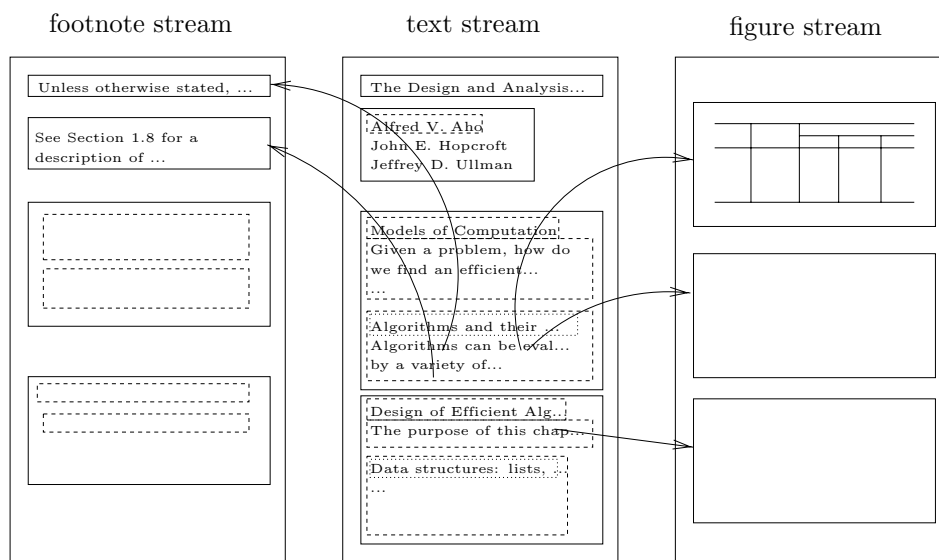 footnote stream
text stream
figure stream
Unless otherwise stated, ...
See Section 1.8 for a
description of ...
The Design and Analysis...
Alfred V. Aho
John E. Hopcroft
Jeffrey D. Ullman
Models of Computation
Given a problem, how do
we find an efficient...
...
Algorithms and their ...
Algorithms can be eval...
by a variety of...
Design of Efficient Alg...
The purpose of this chap...
Data structures: lists, ...
...